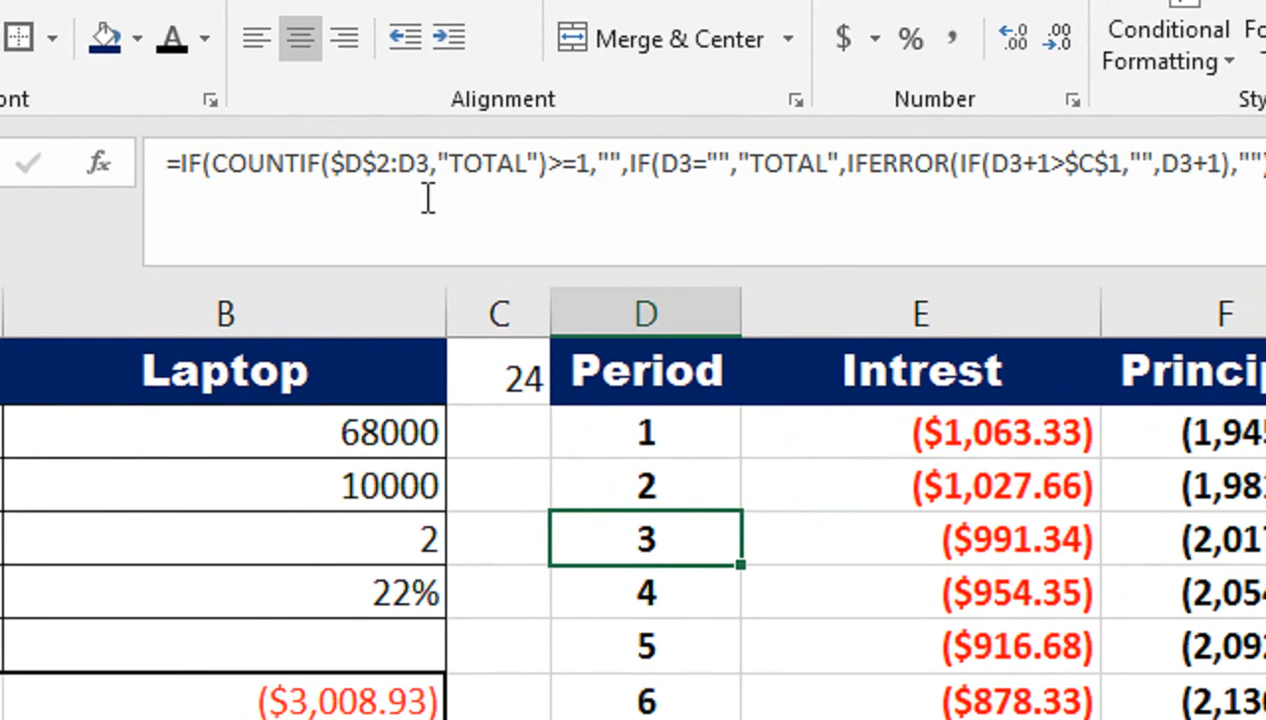 Merge & Center
$ % ,
Conditional
Formatting
Alignment
Number
fx
=IF(COUNTIF($D$2:D3,"TOTAL")>=1,"",IF(D3="","TOTAL",IFERROR(IF(D3+1>$C$1,"",D3+1),"")
B C D E F
Laptop 24 Period Intrest
68000 1 ($1,063.33)
10000 2 ($1,027.66)
2 3 ($991.34)
22% 4 ($954.35)
5 ($916.68)
($3,008.93) 6 ($878.33)